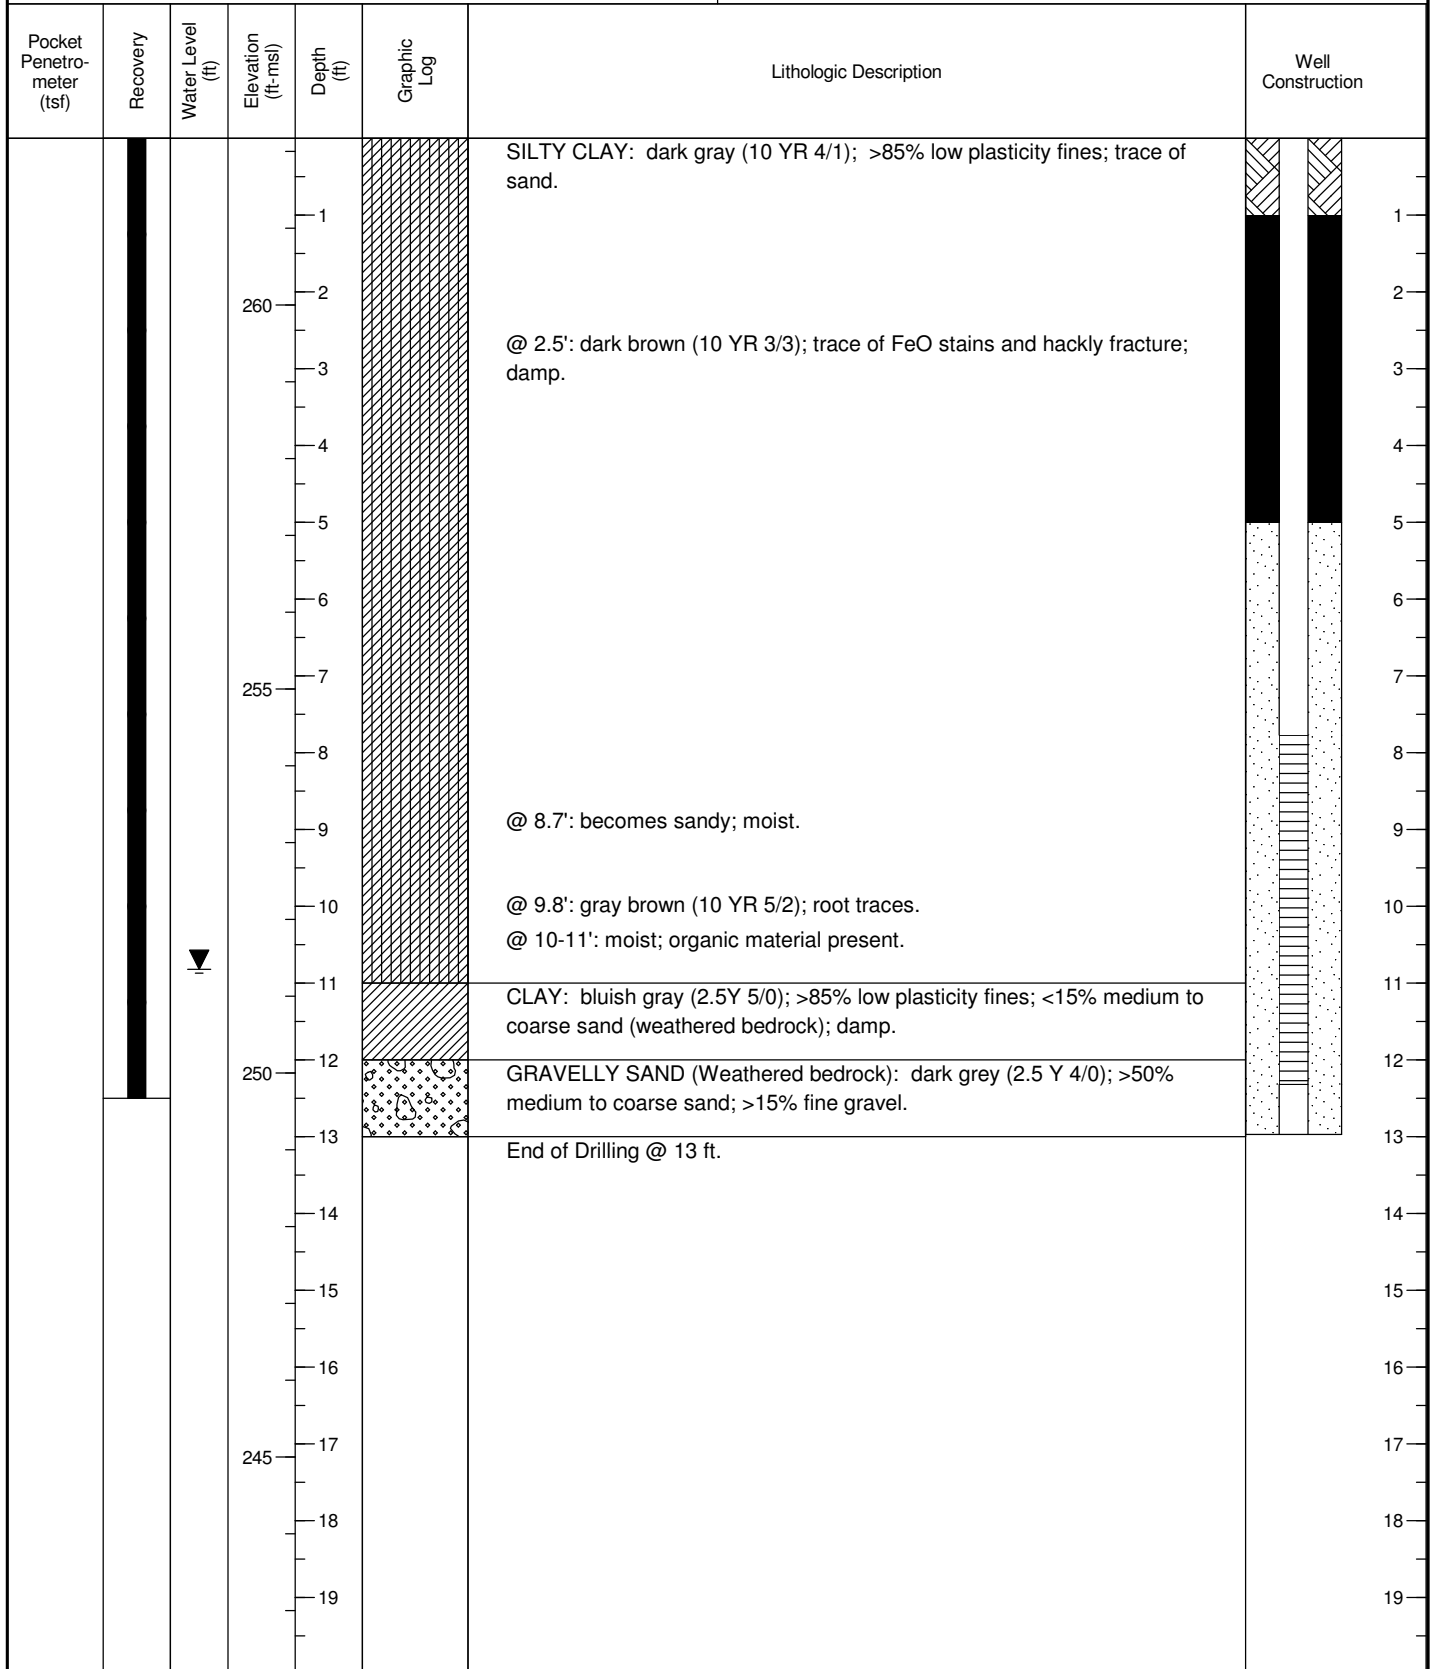 Pocket
Penetro-
meter
(tsf)
Recovery
Water Level
(ft)
Elevation
(ft-msl)
Depth
(ft)
Graphic
Log
Lithologic Description
Well
Construction
SILTY CLAY: dark gray (10 YR 4/1); >85% low plasticity fines; trace of
sand.
1 1
2 2
260
@ 2.5': dark brown (10 YR 3/3); trace of FeO stains and hackly fracture;
damp.
3 3
4 4
5 5
6 6
7 7
255
8 8
@ 8.7': becomes sandy; moist.
9 9
@ 9.8': gray brown (10 YR 5/2); root traces.
10 10
@ 10-11': moist; organic material present.
11 11
CLAY: bluish gray (2.5Y 5/0); >85% low plasticity fines; <15% medium to
coarse sand (weathered bedrock); damp.
12 12
250
GRAVELLY SAND (Weathered bedrock): dark grey (2.5 Y 4/0); >50%
medium to coarse sand; >15% fine gravel.
13 13
End of Drilling @ 13 ft.
14 14
15 15
16 16
17 17
245
18 18
19 19